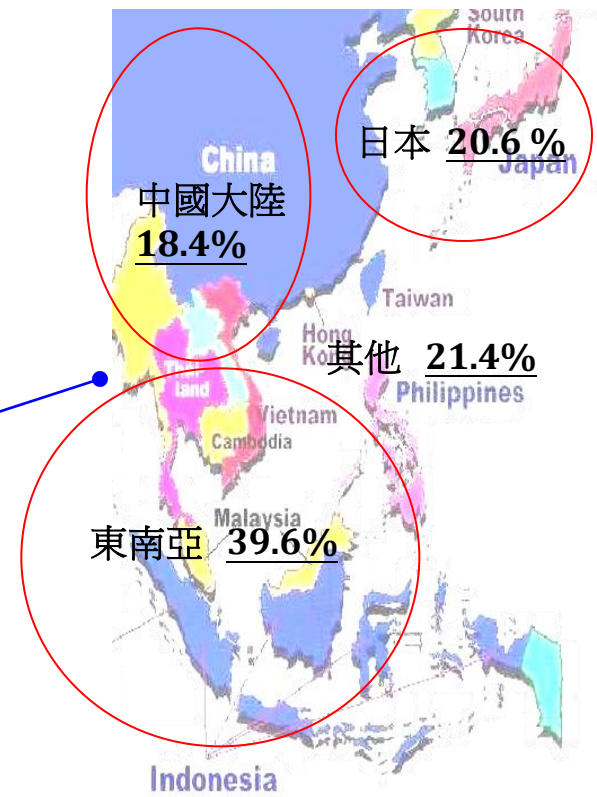 South
Korea
日本 20.6 %
Japan
China
中國大陸
18.4%
Taiwan
Hong
Kong
其他 21.4%
Philippines
land
Vietnam
Cambodia
Malaysia
東南亞 39.6%
Indonesia